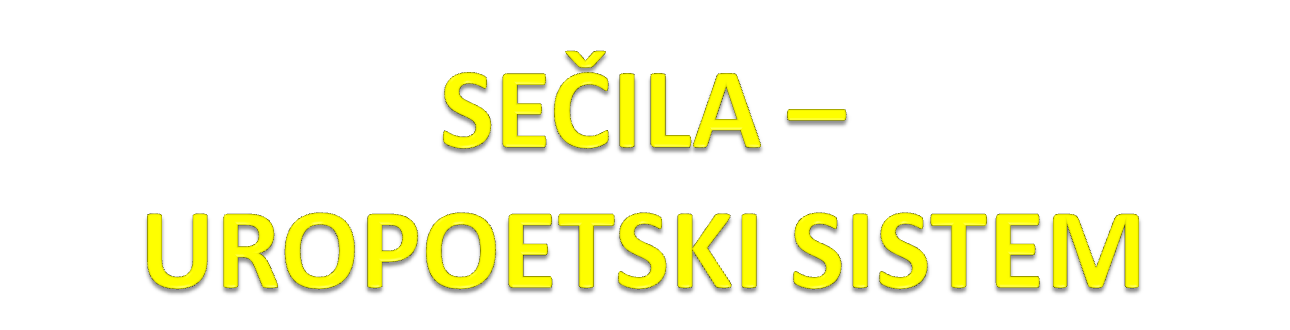 SEČILA –
UROPOETSKI SISTEM